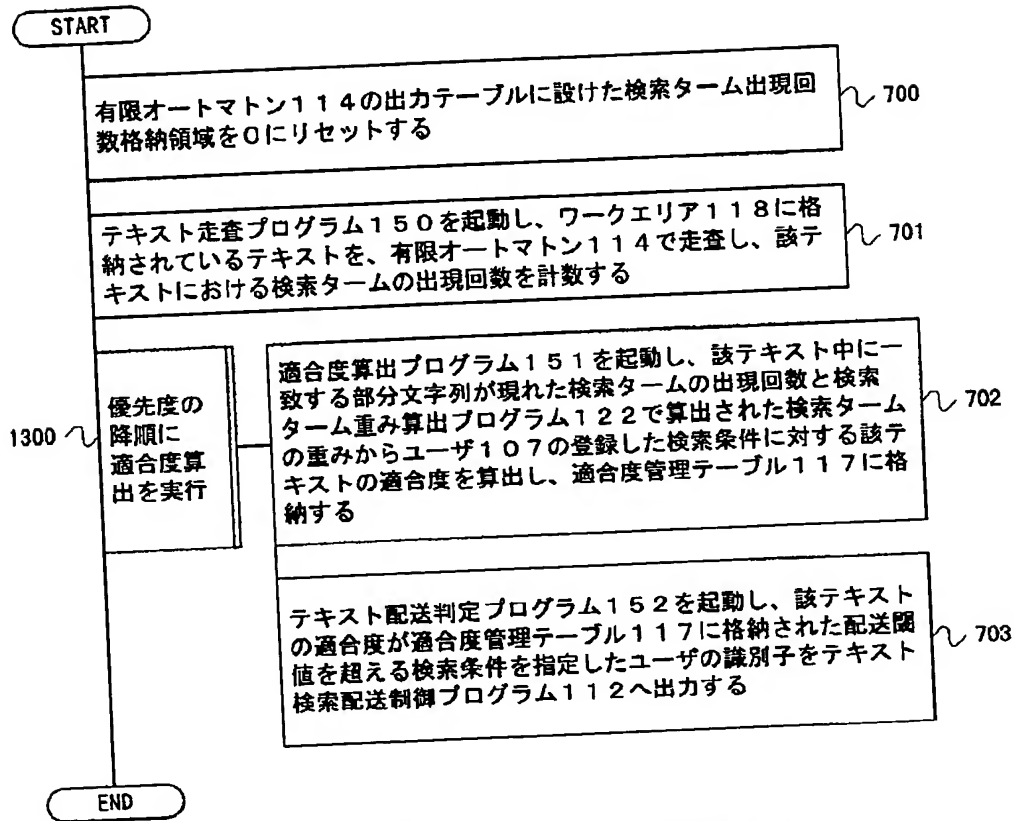 START
有限オートマトン114の出力テーブルに設けた検索ターム出現回
数格納領域を0にリセットする
700
テキスト走査プログラム150を起動し、ワークエリア118に格
納されているテキストを、有限オートマトン114で走査し、該テ
キストにおける検索タームの出現回数を計数する
701
1300
優先度の
降順に
適合度算
出を実行
適合度算出プログラム151を起動し、該テキスト中に一
致する部分文字列が現れた検索タームの出現回数と検索
ターム重み算出プログラム122で算出された検索ターム
の重みからユーザ107の登録した検索条件に対する該テ
キストの適合度を算出し、適合度管理テーブル117に格
納する
702
テキスト配送判定プログラム152を起動し、該テキスト
の適合度が適合度管理テーブル117に格納された配送閾
値を超える検索条件を指定したユーザの識別子をテキスト
検索配送制御プログラム112へ出力する
703
END